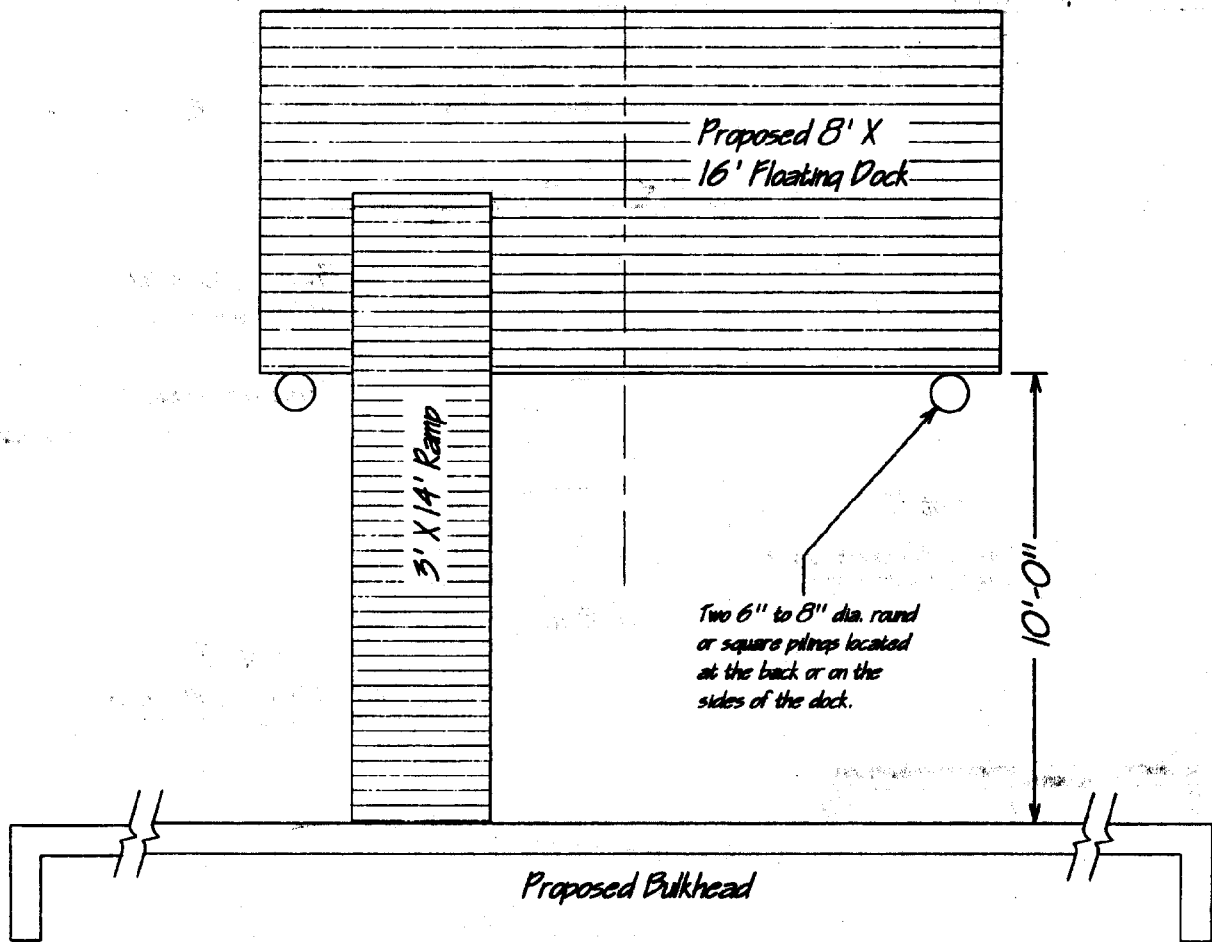 Proposed 8' X
16' Floating Dock
3' X 14' Ramp
Two 6" to 8" dia. round
or square pilings located
at the back or on the
sides of the dock.
10'-0"
Proposed Bulkhead